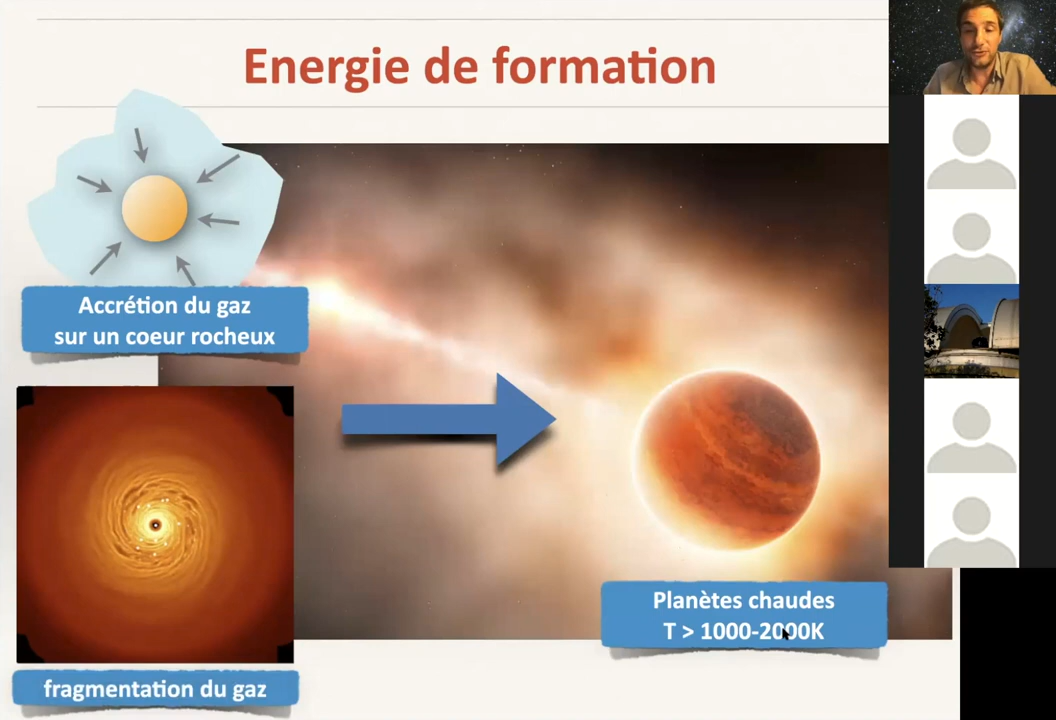 Energie de formation
Accrétion du gaz
sur un coeur rocheux
fragmentation du gaz
Planètes chaudes
T > 1000-2000K